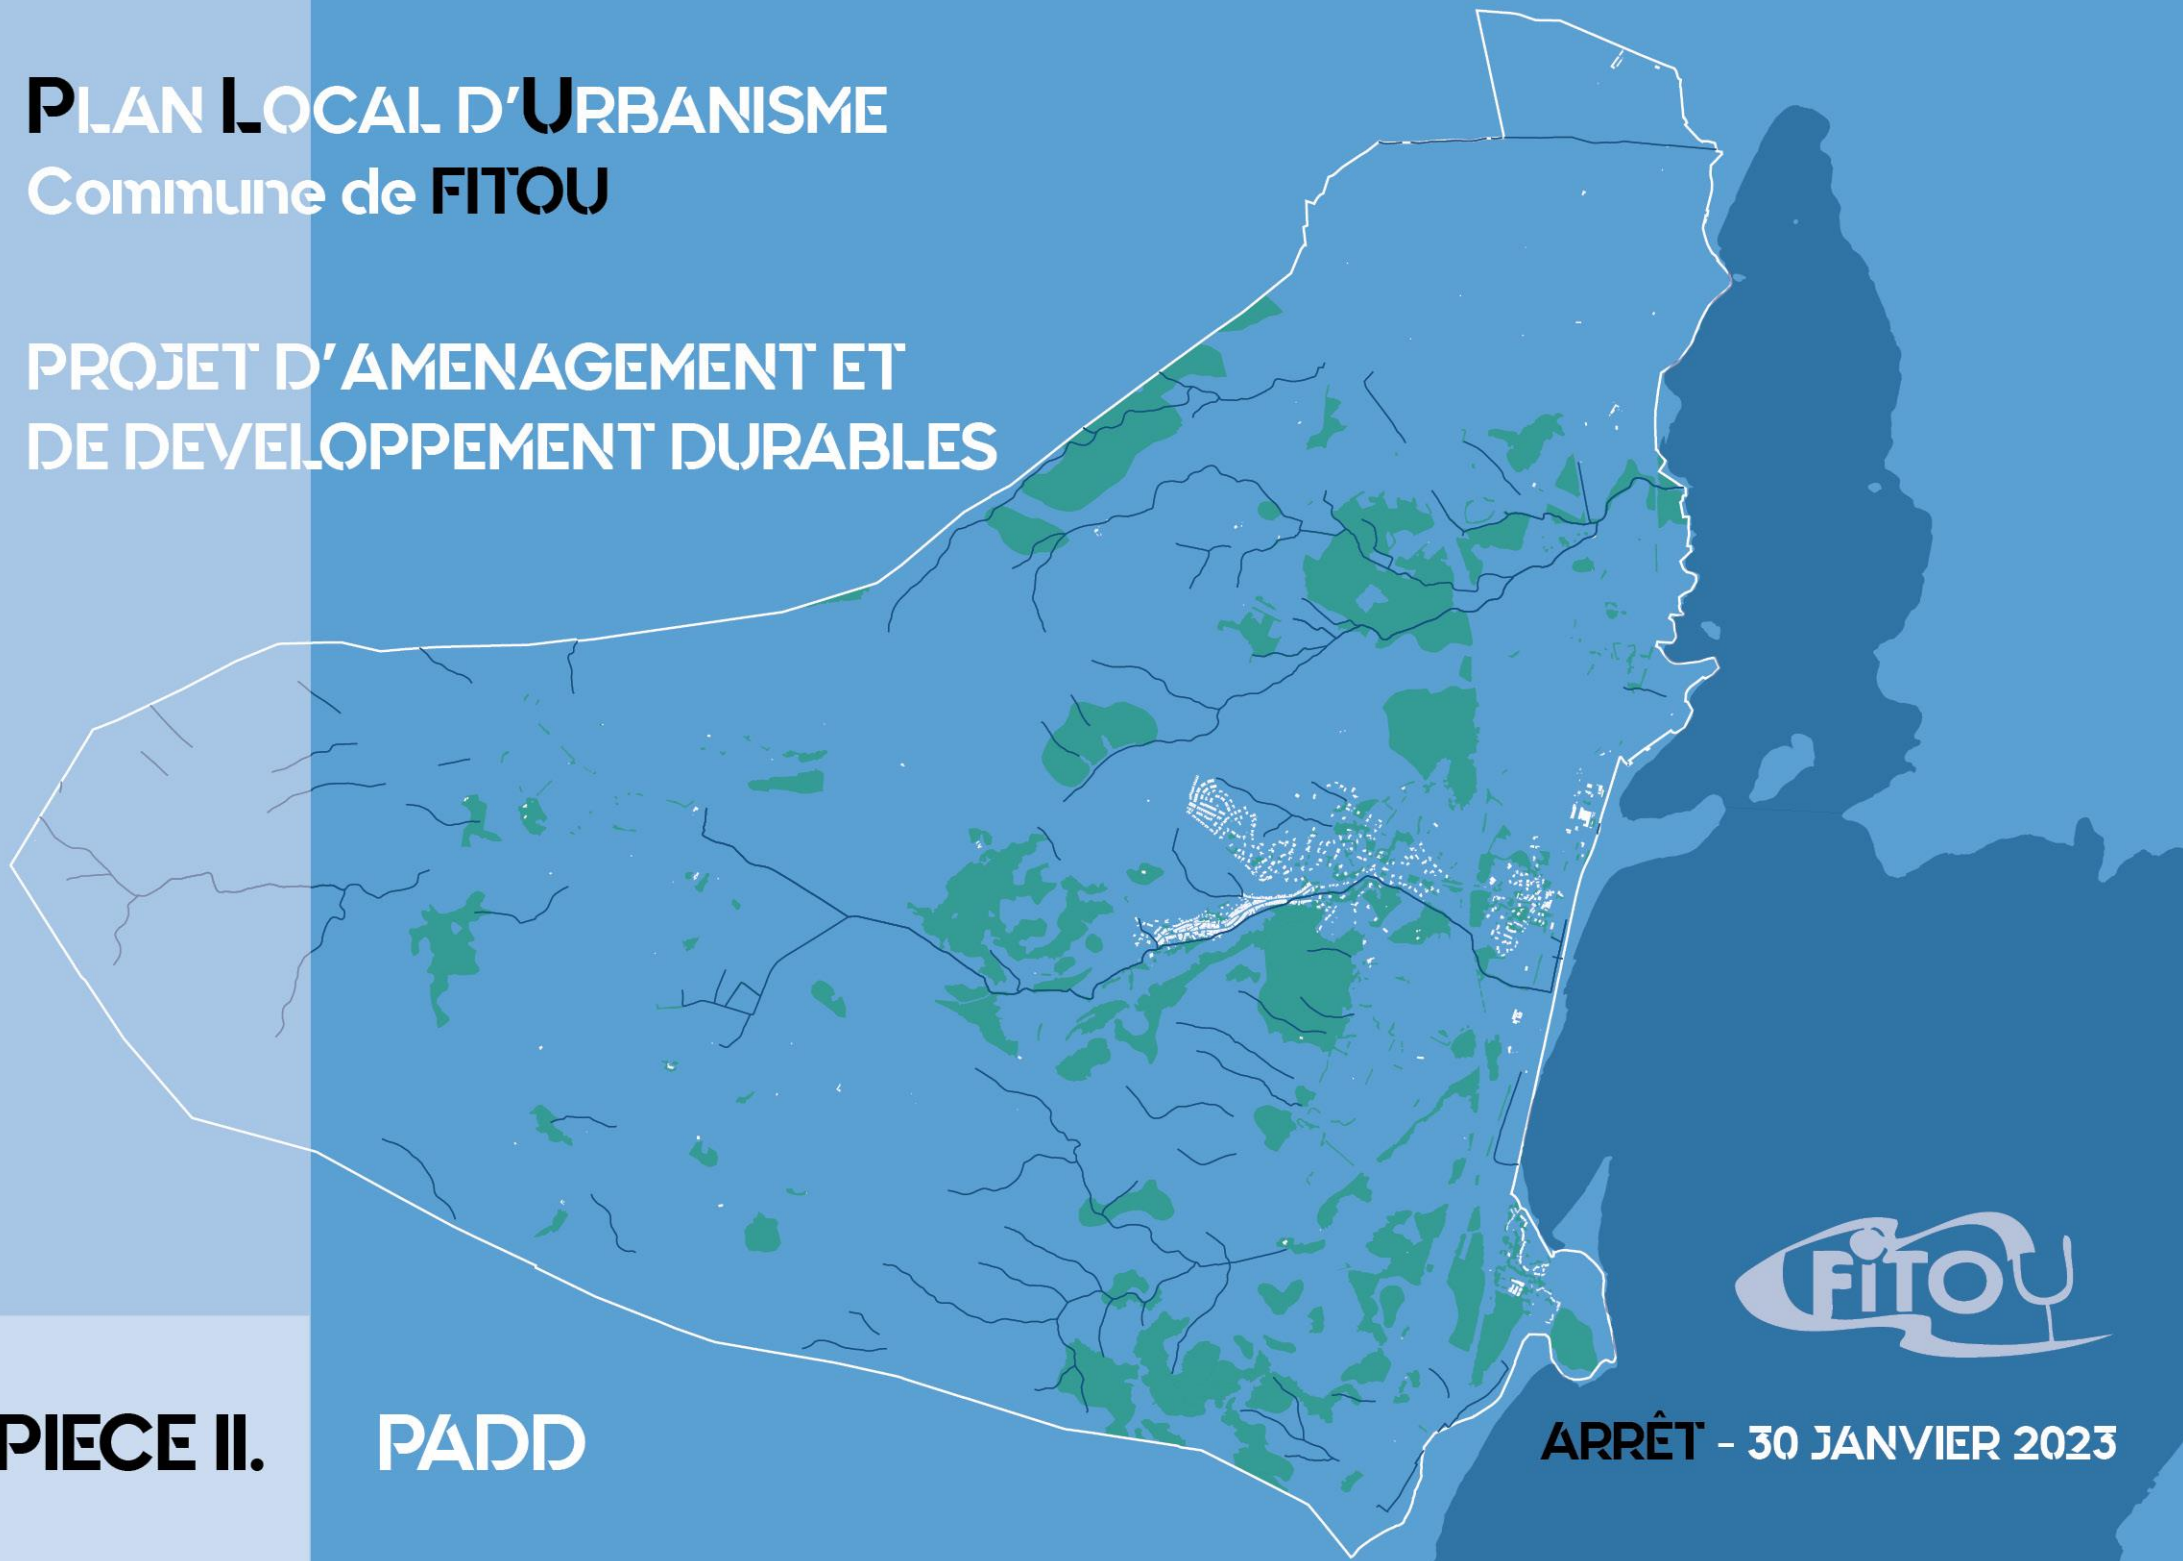 PLAN LOCAL D'URBANISME
Commune de FITOU
PROJET D'AMENAGEMENT ET
DE DEVELOPPEMENT DURABLES
FiTOU
PIECE II. PADD
ARRÊT - 30 JANVIER 2023